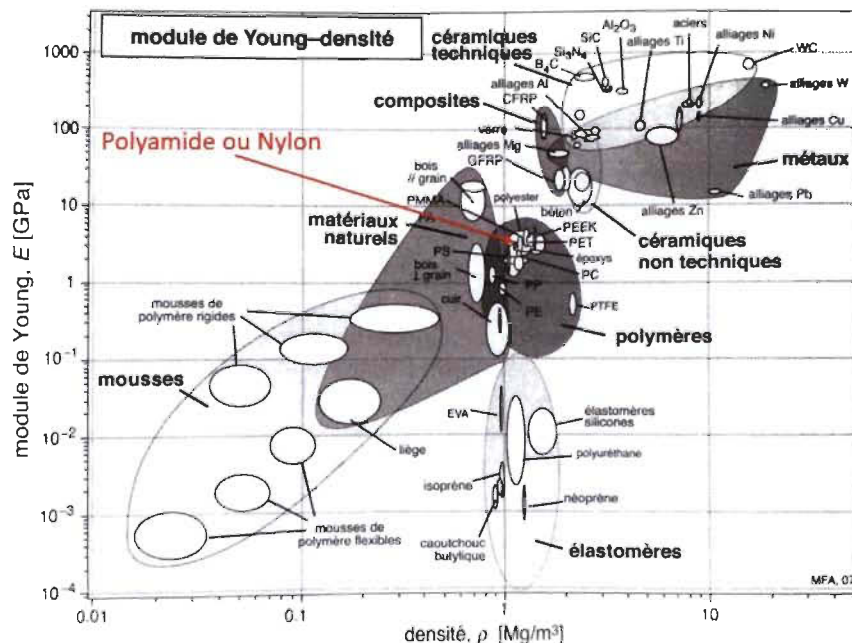 module de Young–densité
céramiques
techniques
Al₂O₃
SiC
Si₃N₄
B₄C
aciers
alliages Ti
alliages Ni
WC
alliages W
alliages Al
CFRP
composites
verre
alliages Mg
GFRP
alliages Cu
métaux
alliages Pb
alliages Zn
Polyamide ou Nylon
bois
// grain
PMMA
PA
matériaux
naturels
polyester
béton
PEEK
PET
époxys
PC
PS
PP
PE
PTFE
céramiques
non techniques
bois
⊥ grain
cuir
polymères
mousses de
polymère rigides
mousses
liège
EVA
élastomères
silicones
polyuréthane
isoprène
néoprène
caoutchouc
butylique
élastomères
mousses de
polymère flexibles
MFA, 07
module de Young, E [GPa]
1000
100
10
1
10⁻¹
10⁻²
10⁻³
10⁻⁴
0.01
0.1
1
10
densité, ρ [Mg/m³]